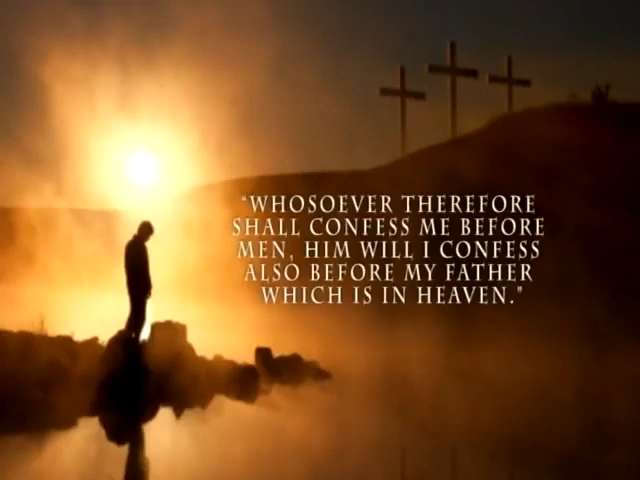 "WHOSOEVER THEREFORE
SHALL CONFESS ME BEFORE
MEN, HIM WILL I CONFESS
ALSO BEFORE MY FATHER
WHICH IS IN HEAVEN."